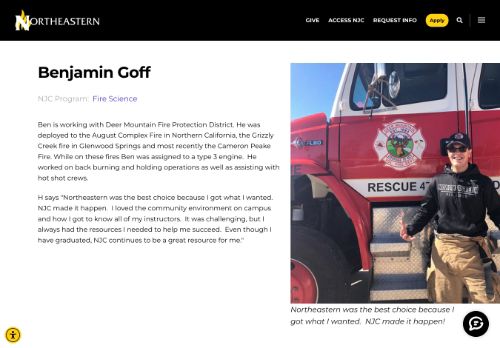 NORTHEASTERN
GIVE ACCESS NJC REQUEST INFO Apply
Benjamin Goff
NJC Program: Fire Science
Ben is working with Deer Mountain Fire Protection District. He was
deployed to the August Complex Fire in Northern California, the Grizzly
Creek fire in Glenwood Springs and most recently the Cameron Peake
Fire. While on these fires Ben was assigned to a type 3 engine. He
worked on back burning and holding operations as well as assisting with
hot shot crews.
H says "Northeastern was the best choice because I got what I wanted.
NJC made it happen. I loved the community environment on campus
and how I got to know all of my instructors. It was challenging, but I
always had the resources I needed to help me succeed. Even though I
have graduated, NJC continues to be a great resource for me."
RESCUE 47
Northeastern was the best choice because I
got what I wanted. NJC made it happen!